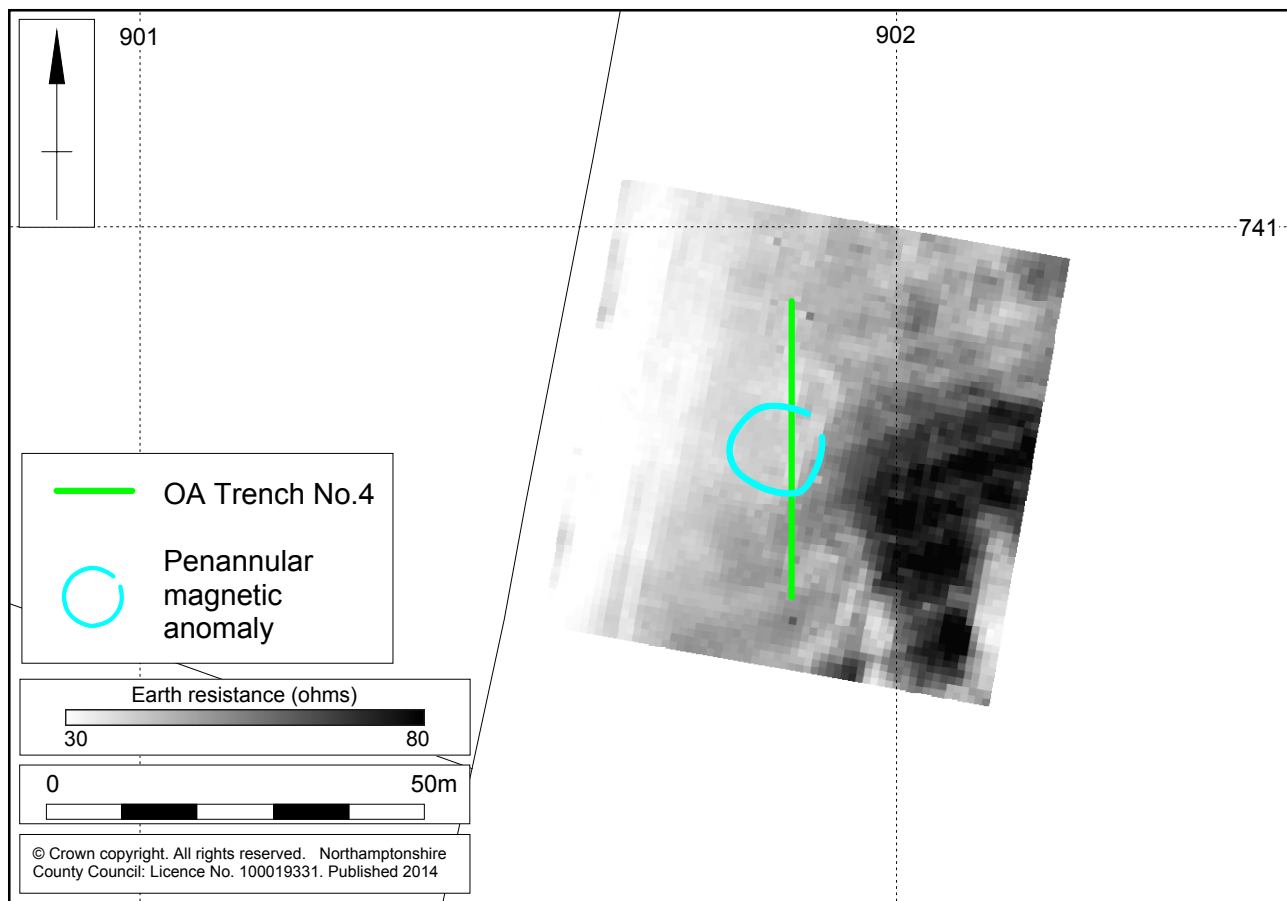 901
902
741
OA Trench No.4
Penannular
magnetic
anomaly
Earth resistance (ohms)
30 80
0 50m
© Crown copyright. All rights reserved. Northamptonshire
County Council: Licence No. 100019331. Published 2014